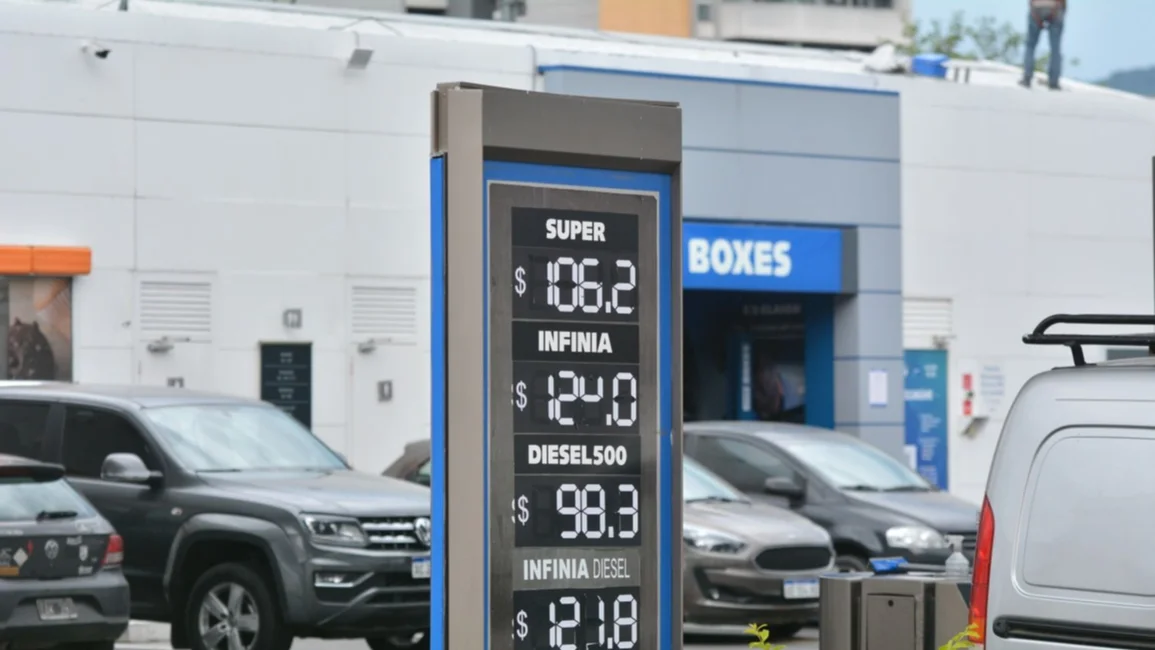 SUPER
$ 106.2
INFINIA
$ 124.0
DIESEL500
$ 98.3
INFINIA DIESEL
$ 121.8
BOXES